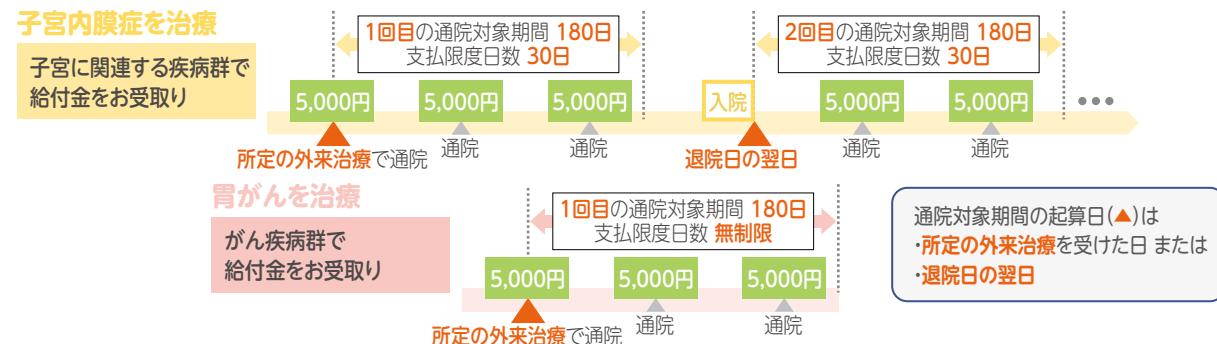 子宮内膜症を治療
子宮に関連する疾病群で
給付金をお受取り
1回目の通院対象期間 180日
支払限度日数 30日
2回目の通院対象期間 180日
支払限度日数 30日
5,000円
5,000円
5,000円
入院
5,000円
5,000円
•••
所定の外来治療で通院
通院
通院
退院日の翌日
通院
通院
胃がんを治療
がん疾病群で
給付金をお受取り
1回目の通院対象期間 180日
支払限度日数 無制限
5,000円
5,000円
5,000円
所定の外来治療で通院
通院
通院
通院対象期間の起算日(▲)は
・所定の外来治療を受けた日 または
・退院日の翌日